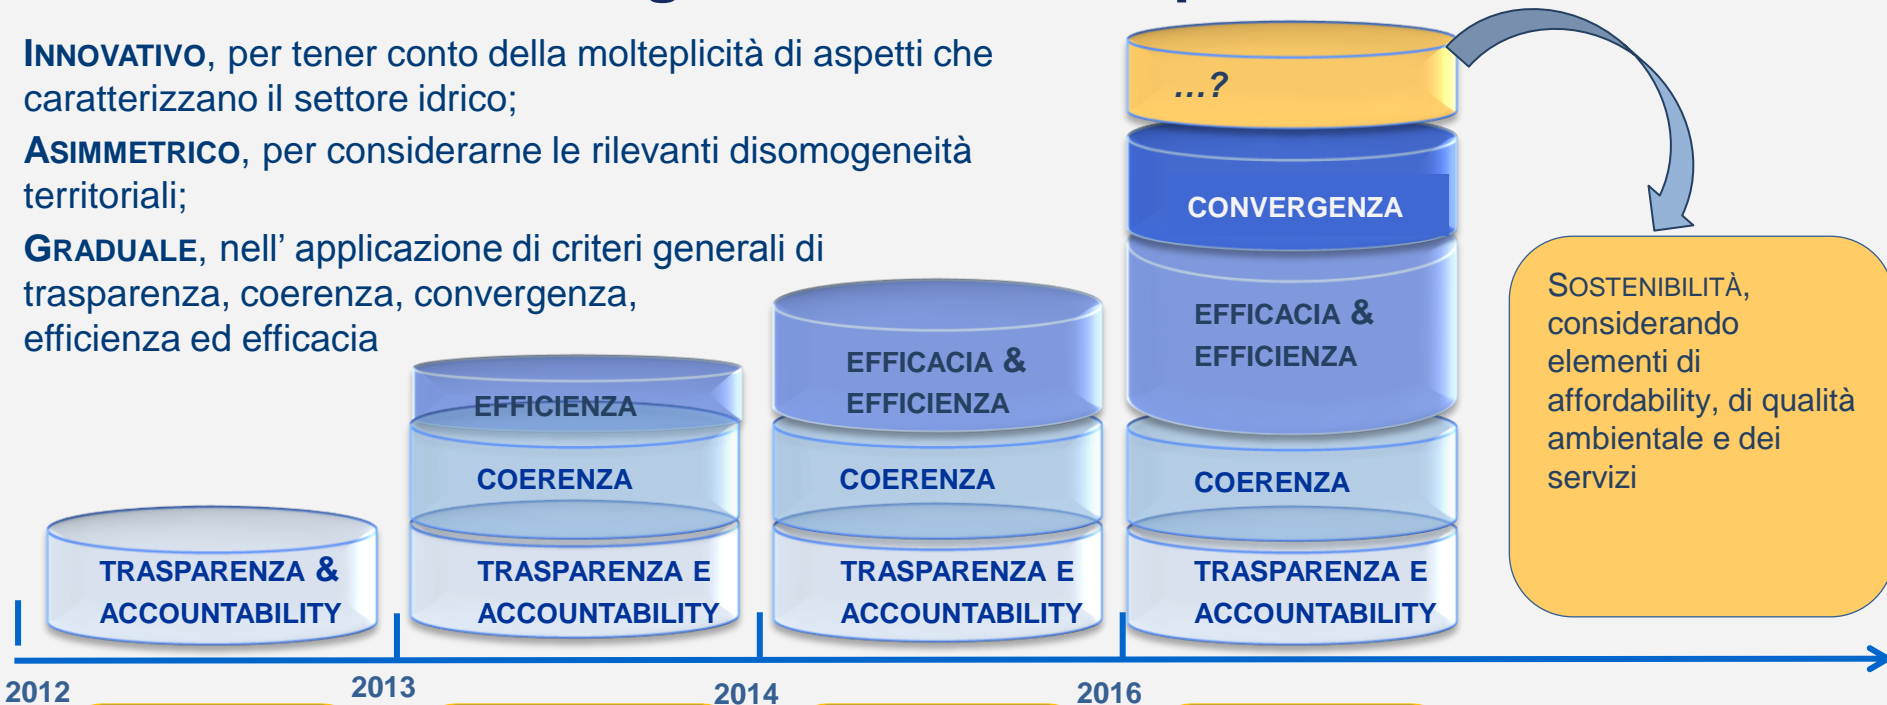 INNOVATIVO, per tener conto della molteplicità di aspetti che
caratterizzano il settore idrico;
ASIMMETRICO, per considerarne le rilevanti disomogeneità
territoriali;
GRADUALE, nell’ applicazione di criteri generali di
trasparenza, coerenza, convergenza,
efficienza ed efficacia
TRASPARENZA &
ACCOUNTABILITY
EFFICIENZA
COERENZA
TRASPARENZA E
ACCOUNTABILITY
EFFICACIA &
EFFICIENZA
COERENZA
TRASPARENZA E
ACCOUNTABILITY
...?
CONVERGENZA
EFFICACIA &
EFFICIENZA
COERENZA
TRASPARENZA E
ACCOUNTABILITY
SOSTENIBILITÀ,
considerando
elementi di
affordability, di qualità
ambientale e dei
servizi
2012
2013
2014
2016